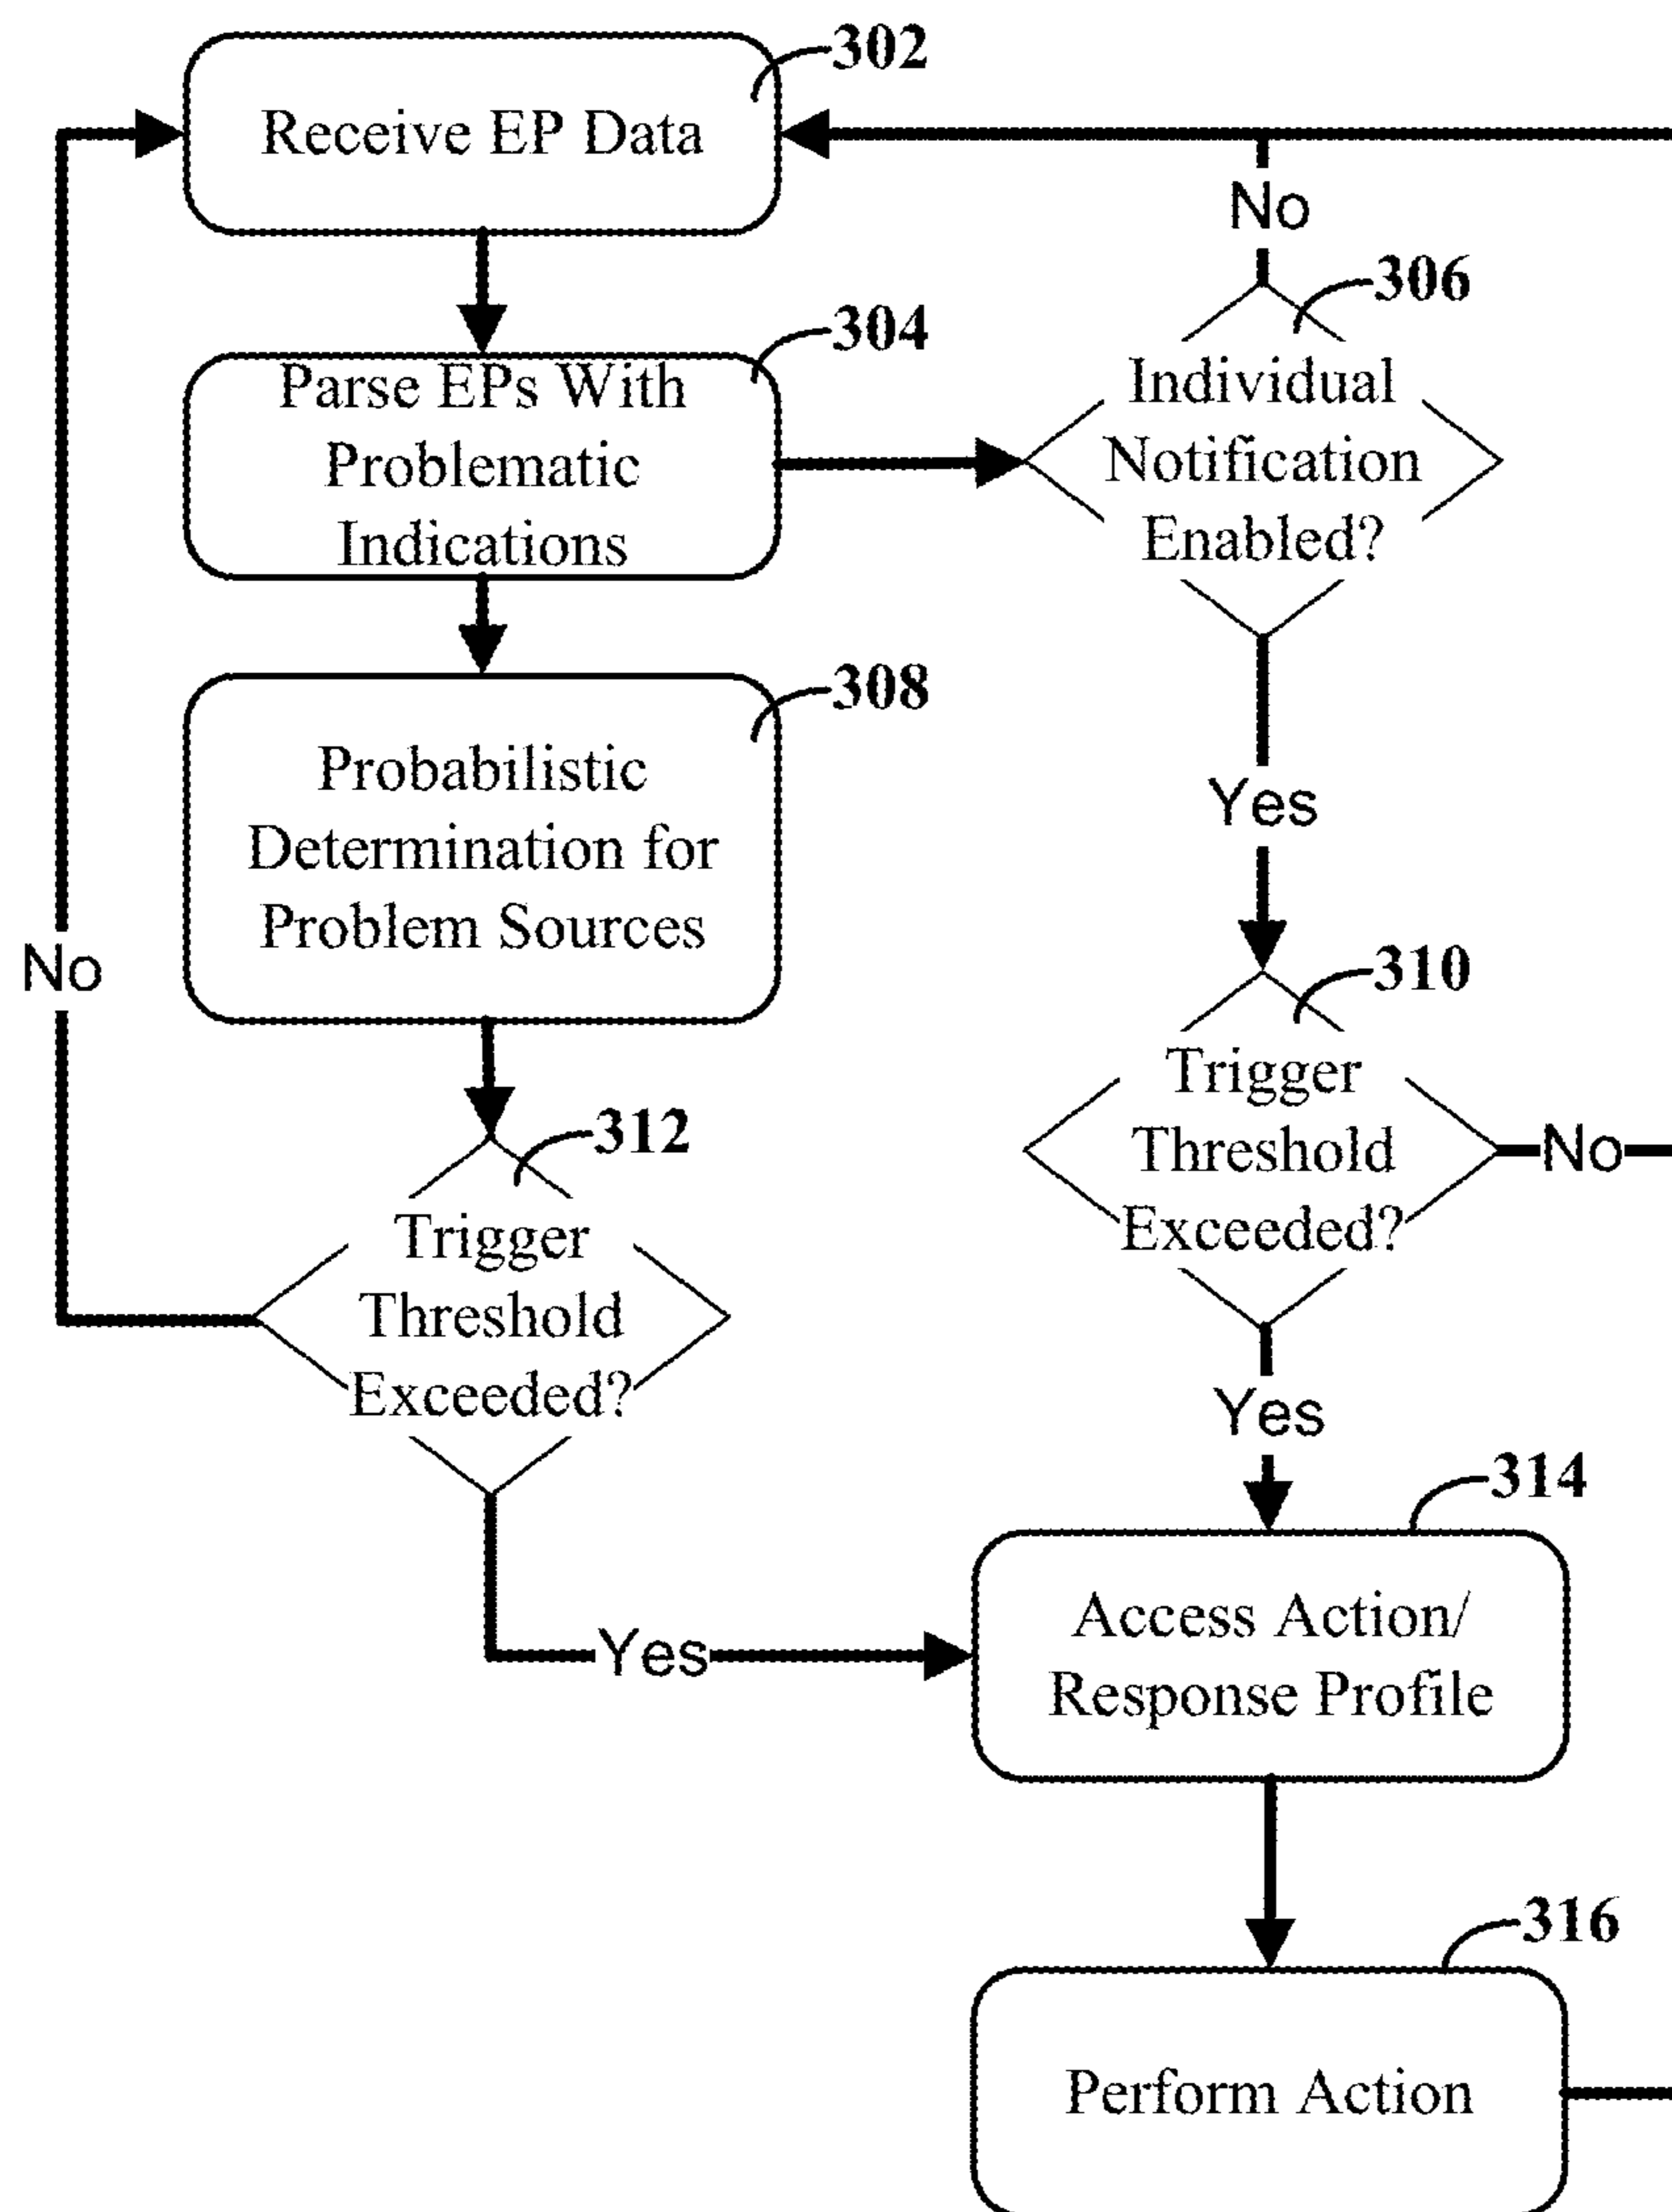 302
Receive EP Data
No
306
304
Parse EPs With
Problematic
Indications
Individual
Notification
Enabled?
308
Probabilistic
Determination for
Problem Sources
Yes
No
310
Trigger
Threshold
Exceeded?
No
312
Trigger
Threshold
Exceeded?
Yes
314
Yes
Access Action/
Response Profile
316
Perform Action